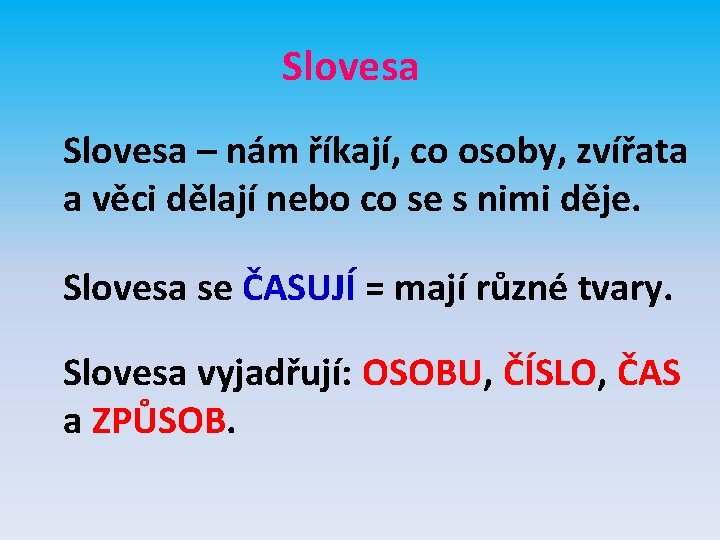 Slovesa
Slovesa – nám říkají, co osoby, zvířata
a věci dělají nebo co se s nimi děje.
Slovesa se ČASUJÍ = mají různé tvary.
Slovesa vyjadřují: OSOBU, ČÍSLO, ČAS
a ZPŮSOB.